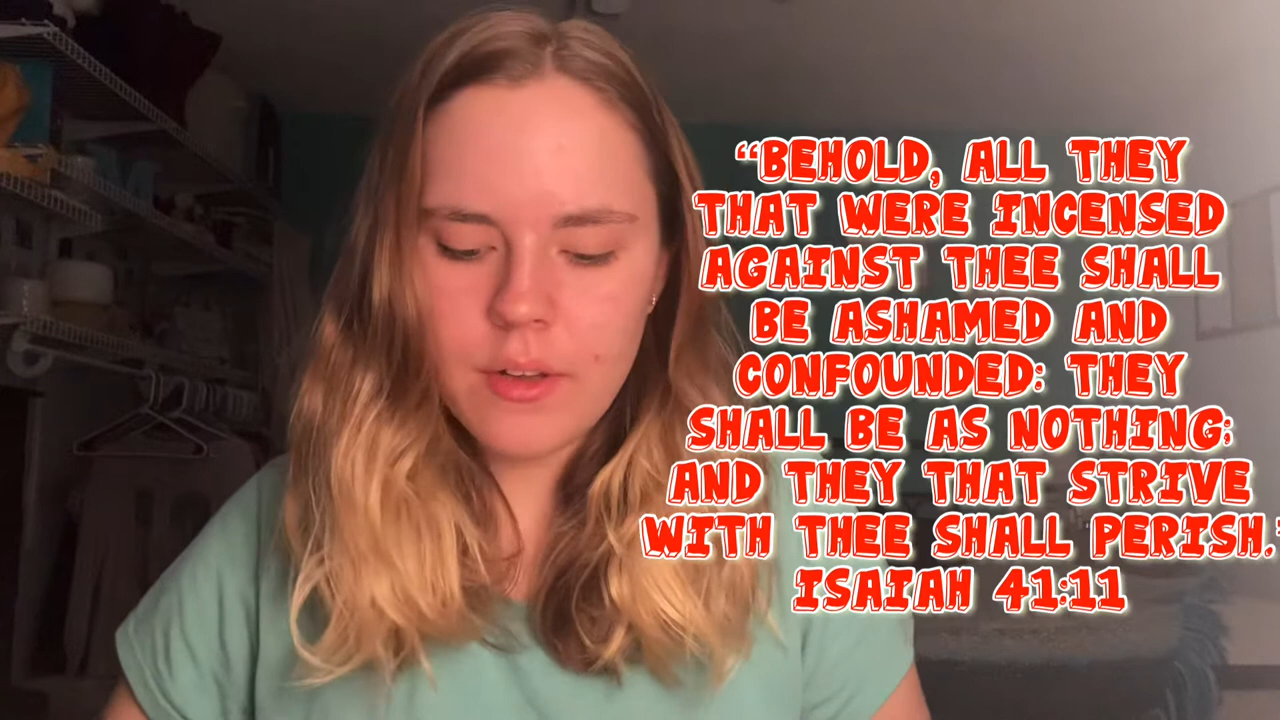 “BEHOLD, ALL THEY
THAT WERE INCENSED
AGAINST THEE SHALL
BE ASHAMED AND
CONFOUNDED: THEY
SHALL BE AS NOTHING;
AND THEY THAT STRIVE
WITH THEE SHALL PERISH.”
ISAIAH 41:11